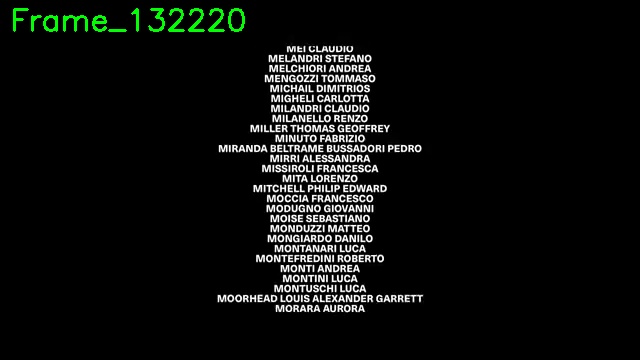 Frame_132220
MEI CLAUDIO
MELANDRI STEFANO
MELCHIORI ANDREA
MENGOZZI TOMMASO
MICHAIL DIMITRIOS
MIGHELI CARLOTTA
MILANDRI CLAUDIO
MILANELLO RENZO
MILLER THOMAS GEOFFREY
MINUTO FABRIZIO
MIRANDA BELTRAME BUSSADORI PEDRO
MIRRI ALESSANDRA
MISSIROLI FRANCESCA
MITA LORENZO
MITCHELL PHILIP EDWARD
MOCCIA FRANCESCO
MODUGNO GIOVANNI
MOISE SEBASTIANO
MONDUZZI MATTEO
MONGIARDO DANILO
MONTANARI LUCA
MONTEFREDINI ROBERTO
MONTI ANDREA
MONTINI LUCA
MONTUSCHI LUCA
MOORHEAD LOUIS ALEXANDER GARRETT
MORARA AURORA